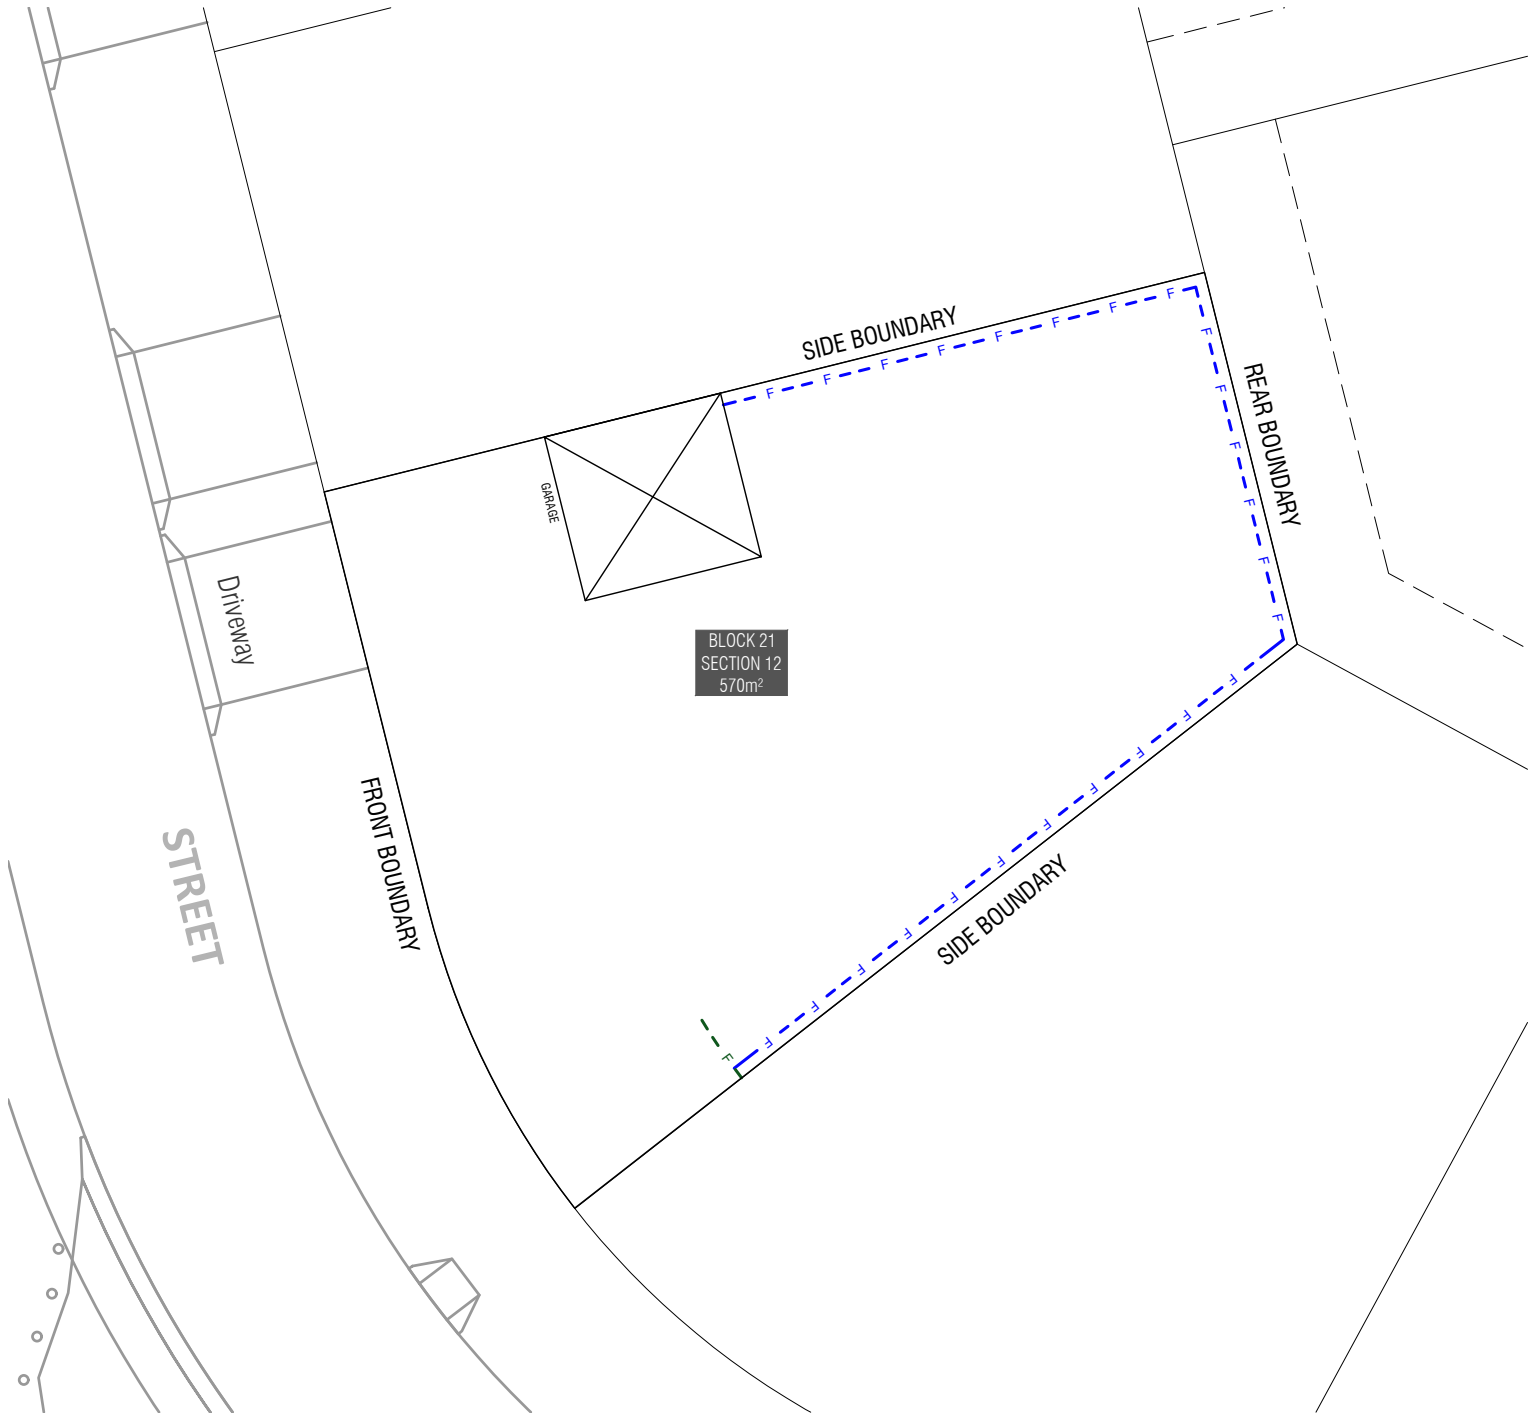 SIDE BOUNDARY
F F F F F F F F
REAR BOUNDARY
F F F F F F
GARAGE
Driveway
BLOCK 21
SECTION 12
570m²
FRONT BOUNDARY
STREET
F F F F F F F F F F F
SIDE BOUNDARY
F